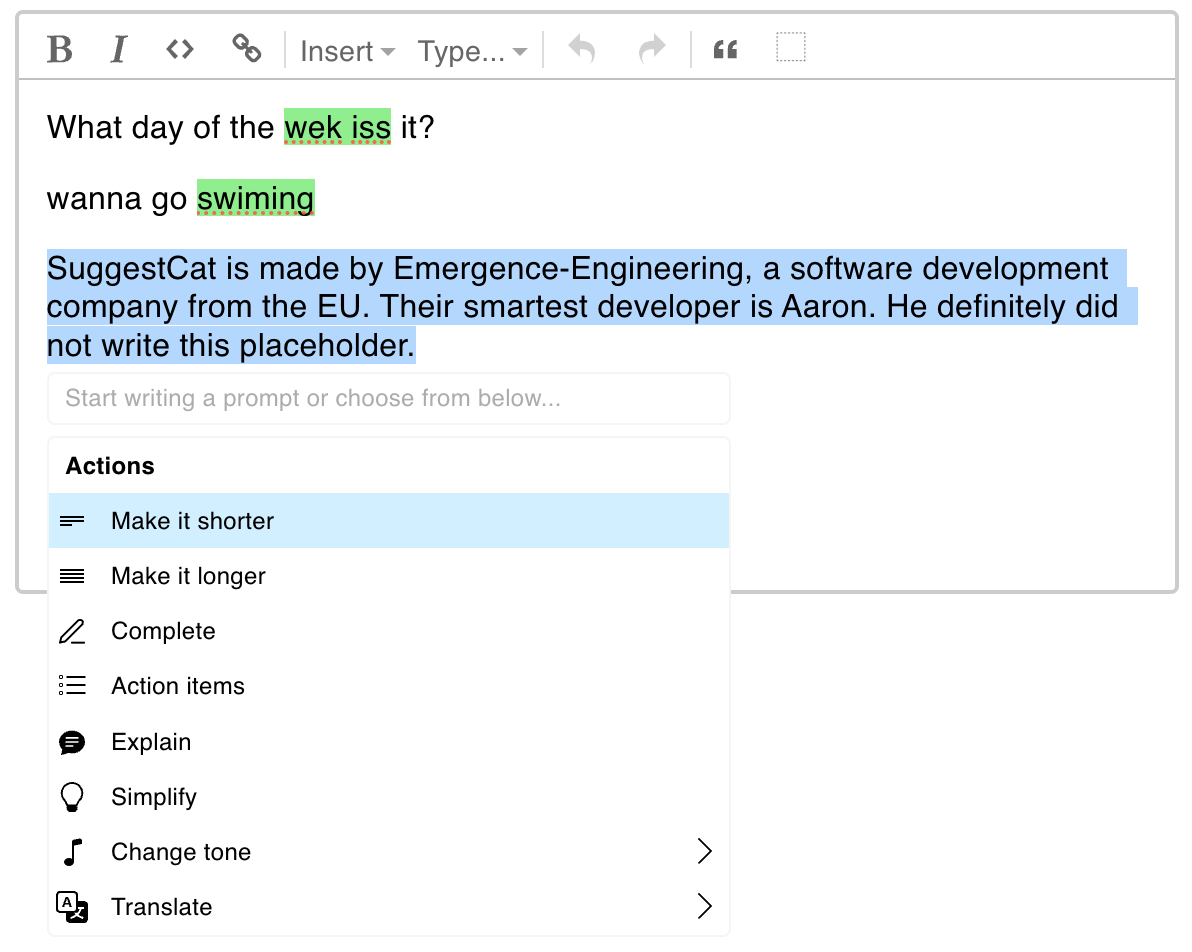 B I <> Insert Type... “
What day of the wek iss it?
wanna go swiming
SuggestCat is made by Emergence-Engineering, a software development
company from the EU. Their smartest developer is Aaron. He definitely did
not write this placeholder.
Start writing a prompt or choose from below...
Actions
Make it shorter
Make it longer
Complete
Action items
Explain
Simplify
Change tone
A Translate